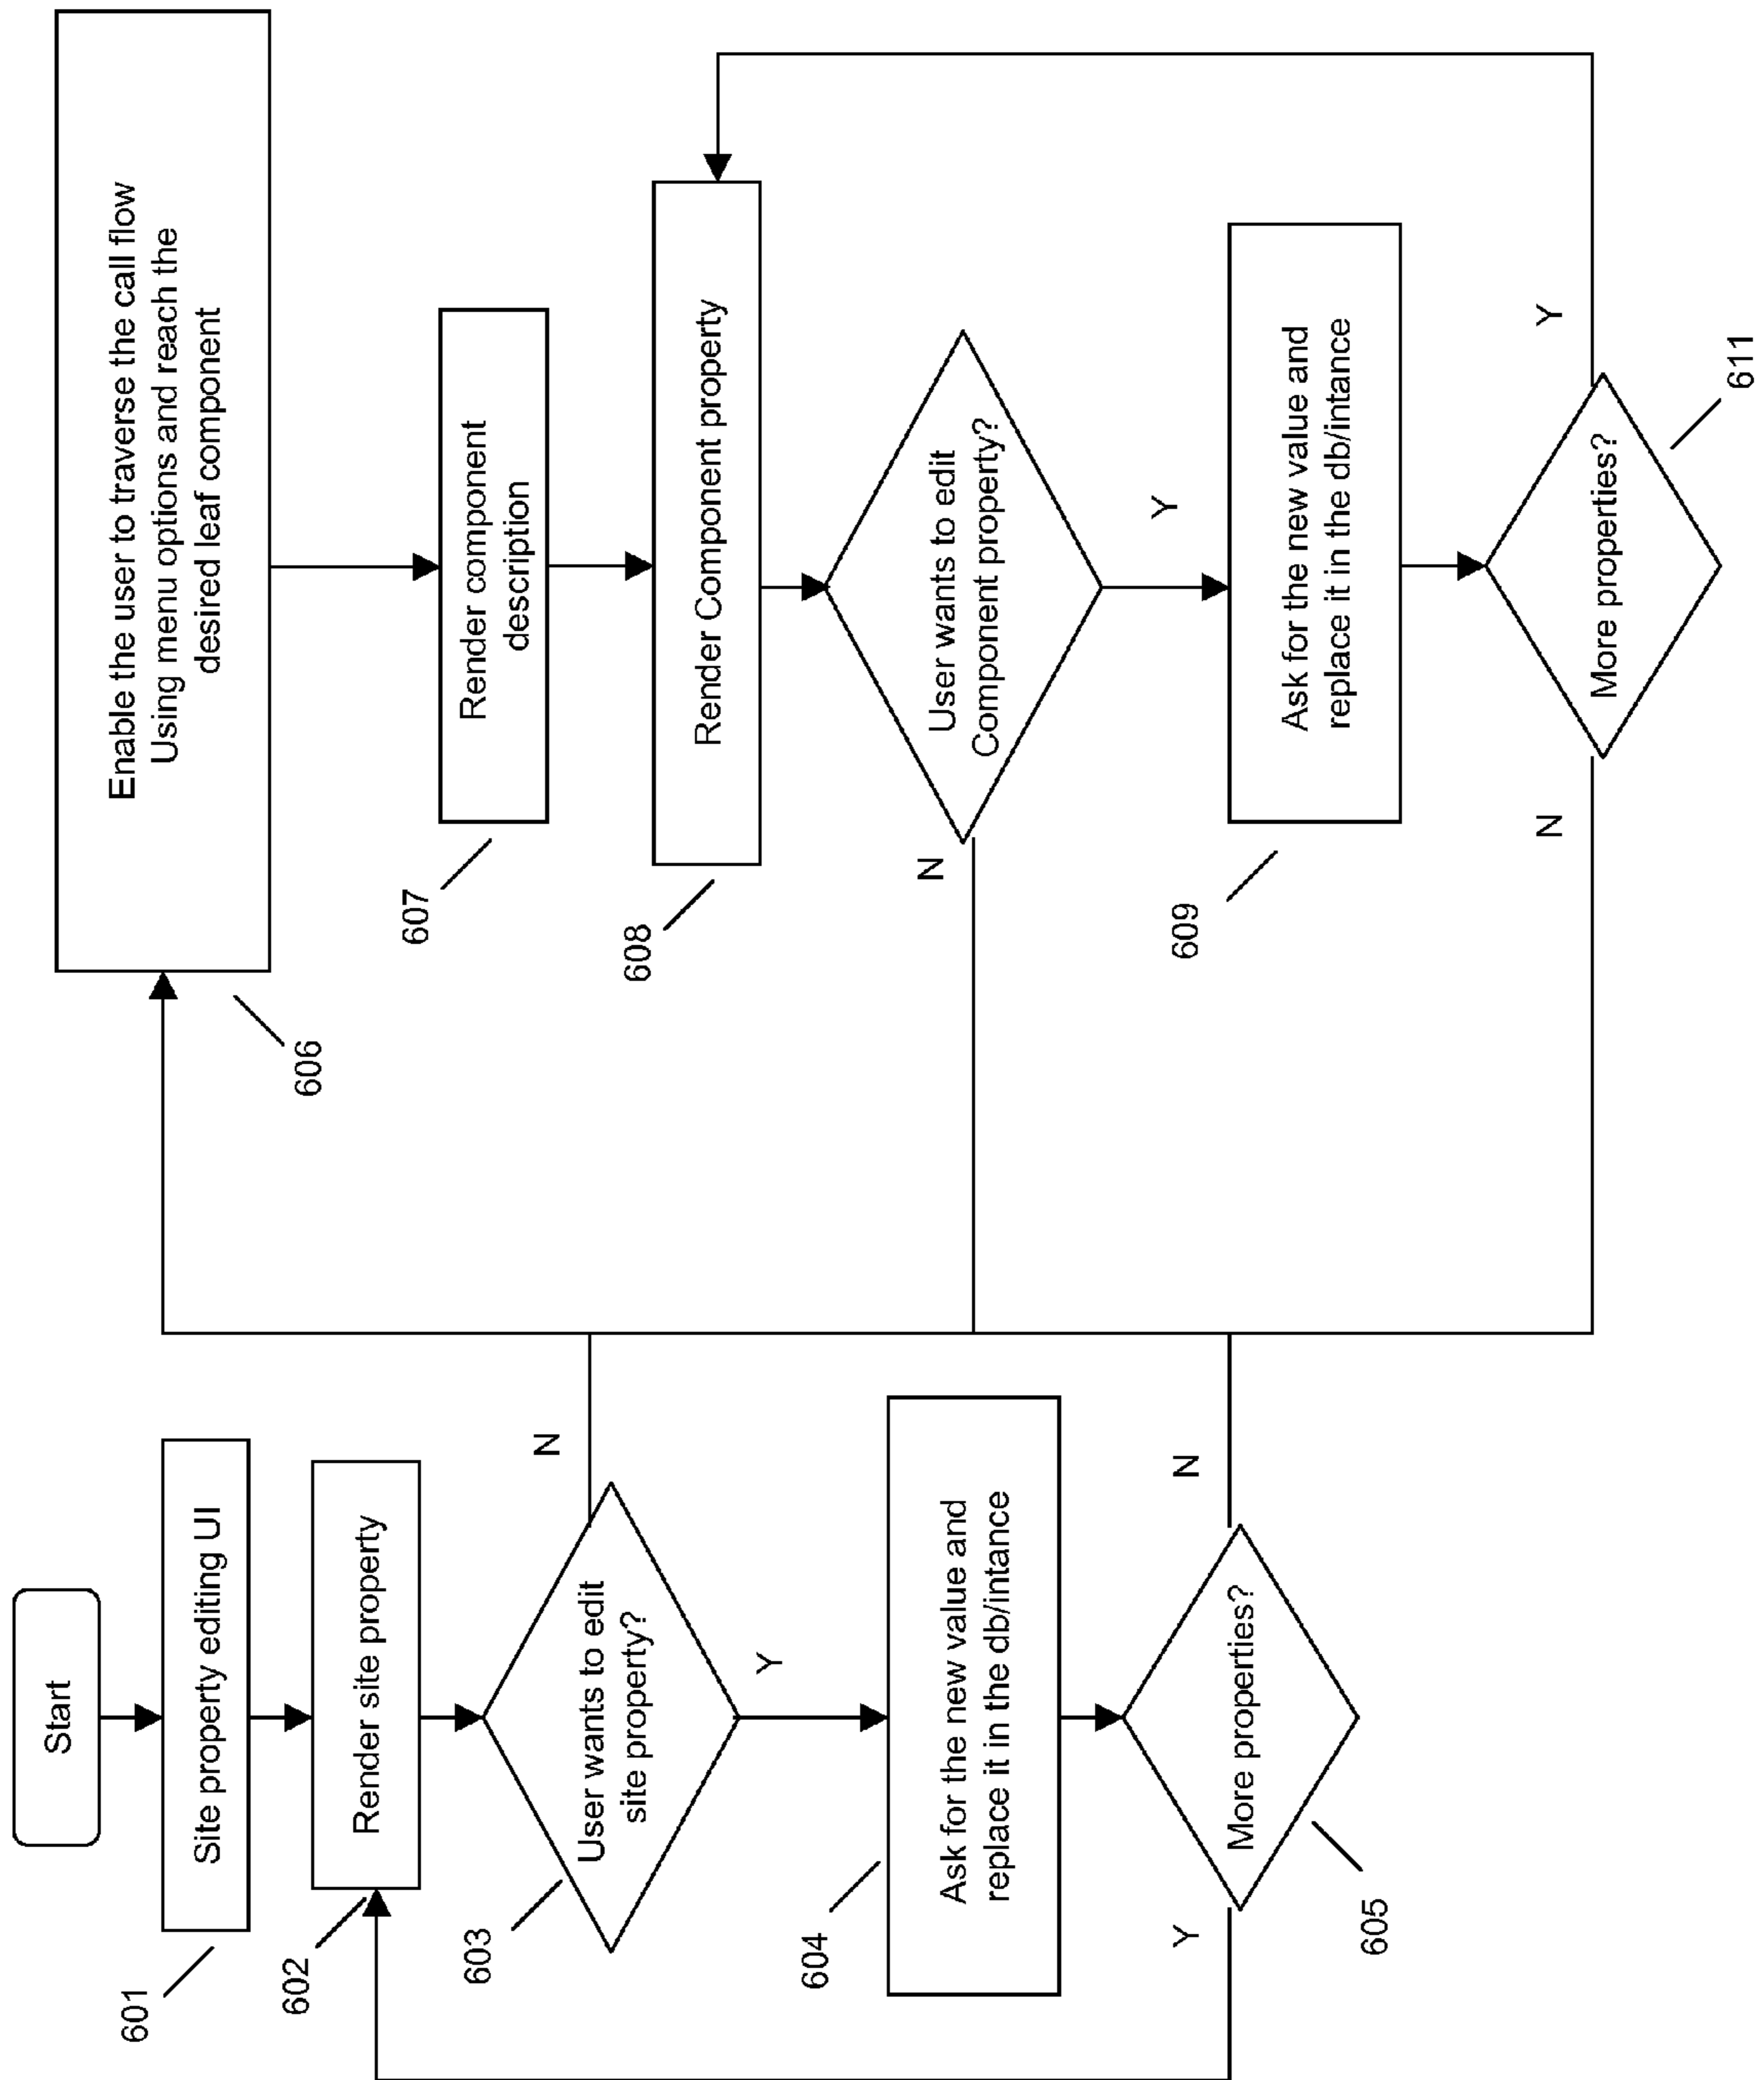 Start
Site property editing UI
601
Render site property
602
User wants to edit
site property?
603
N
Y
Ask for the new value and
replace it in the db/intance
604
More properties?
605
Y
N
Enable the user to traverse the call flow
Using menu options and reach the
desired leaf component
606
Render component
description
607
Render Component property
608
User wants to edit
Component property?
N
Y
Ask for the new value and
replace it in the db/intance
609
More properties?
N
Y
611